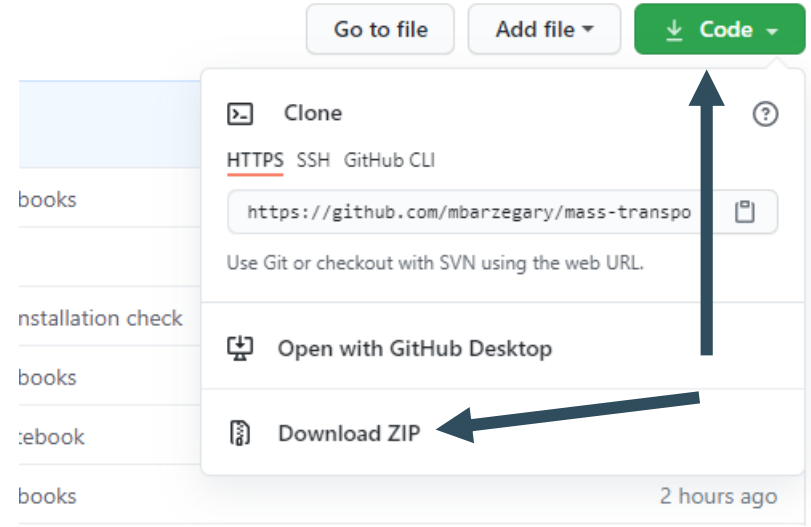 Go to file Add file Code
Clone
HTTPS SSH GitHub CLI
https://github.com/mbarzegary/mass-transpo
Use Git or checkout with SVN using the web URL.
Open with GitHub Desktop
Download ZIP
books
nstallation check
books
tebook
books 2 hours ago